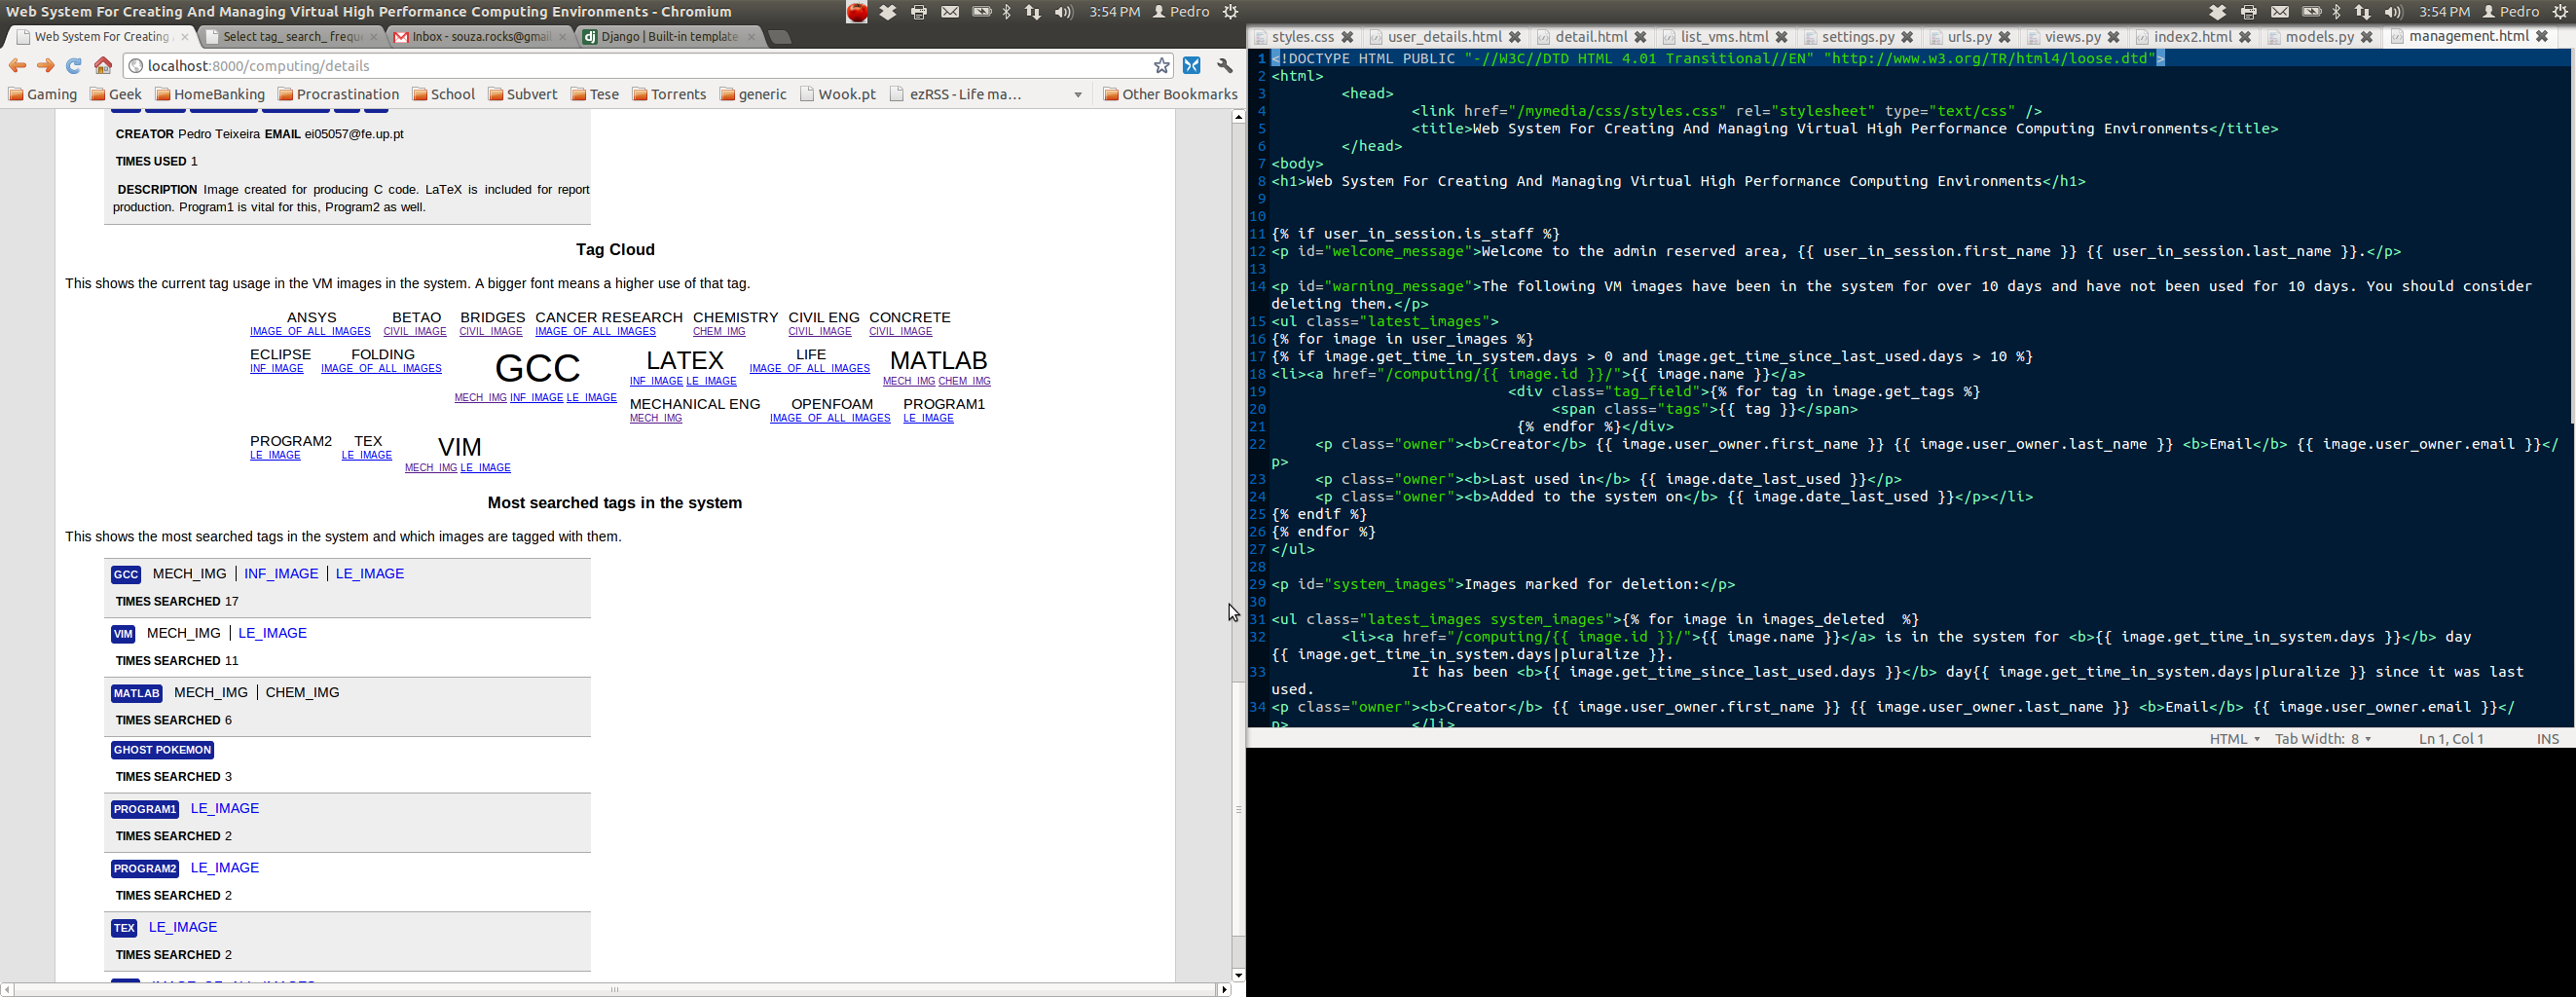 Web System For Creating And Managing Virtual High Performance Computing Environments - Chromium
3:54 PM Pedro
3:54 PM Pedro
Web System For Creating
Select tag_ search_ frequ
Inbox - souza.rocks@gmail
Django | Built-in template
localhost:8000/computing/details
Gaming Geek HomeBanking Procrastination School Subvert Tese Torrents generic Wook.pt ezRSS - Life ma... Other Bookmarks
CREATOR Pedro Teixeira EMAIL ei05057@fe.up.pt
TIMES USED 1
DESCRIPTION Image created for producing C code. LaTeX is included for report
production. Program1 is vital for this, Program2 as well.
Tag Cloud
This shows the current tag usage in the VM images in the system. A bigger font means a higher use of that tag.
ANSYS BETAO BRIDGES CANCER RESEARCH CHEMISTRY CIVIL ENG CONCRETE
IMAGE_OF_ALL_IMAGES CIVIL_IMAGE CIVIL_IMAGE IMAGE_OF_ALL_IMAGES CHEM_IMG CIVIL_IMAGE CIVIL_IMAGE
ECLIPSE FOLDING GCC LATEX LIFE MATLAB
INF_IMAGE IMAGE_OF_ALL_IMAGES MECH_IMG INF_IMAGE LE_IMAGE INF_IMAGE LE_IMAGE IMAGE_OF_ALL_IMAGES MECH_IMG CHEM_IMG
MECHANICAL ENG OPENFOAM PROGRAM1
MECH_IMG IMAGE_OF_ALL_IMAGES LE_IMAGE
PROGRAM2 TEX VIM
LE_IMAGE LE_IMAGE MECH_IMG LE_IMAGE
Most searched tags in the system
This shows the most searched tags in the system and which images are tagged with them.
GCC MECH_IMG | INF_IMAGE | LE_IMAGE
TIMES SEARCHED 17
VIM MECH_IMG | LE_IMAGE
TIMES SEARCHED 11
MATLAB MECH_IMG | CHEM_IMG
TIMES SEARCHED 6
GHOST POKEMON
TIMES SEARCHED 3
PROGRAM1 LE_IMAGE
TIMES SEARCHED 2
PROGRAM2 LE_IMAGE
TIMES SEARCHED 2
TEX LE_IMAGE
TIMES SEARCHED 2
styles.css user_details.html detail.html list_vms.html settings.py urls.py views.py index2.html models.py management.html
1 <!DOCTYPE HTML PUBLIC "-//W3C//DTD HTML 4.01 Transitional//EN" "http://www.w3.org/TR/html4/loose.dtd">
2 <html>
3 <head>
4 <link href="/mymedia/css/styles.css" rel="stylesheet" type="text/css" />
5 <title>Web System For Creating And Managing Virtual High Performance Computing Environments</title>
6 </head>
7 <body>
8 <h1>Web System For Creating And Managing Virtual High Performance Computing Environments</h1>
9
10
11 {% if user_in_session.is_staff %}
12 <p id="welcome_message">Welcome to the admin reserved area, {{ user_in_session.first_name }} {{ user_in_session.last_name }}.</p>
13
14 <p id="warning_message">The following VM images have been in the system for over 10 days and have not been used for 10 days. You should consider
deleting them.</p>
15 <ul class="latest_images">
16 {% for image in user_images %}
17 {% if image.get_time_in_system.days > 0 and image.get_time_since_last_used.days > 10 %}
18 <li><a href="/computing/{{ image.id }}/">{{ image.name }}</a>
19 <div class="tag_field">{% for tag in image.get_tags %}
20 <span class="tags">{{ tag }}</span>
21 {% endfor %}</div>
22 <p class="owner"><b>Creator</b> {{ image.user_owner.first_name }} {{ image.user_owner.last_name }} <b>Email</b> {{ image.user_owner.email }}</
p>
23 <p class="owner"><b>Last used in</b> {{ image.date_last_used }}</p>
24 <p class="owner"><b>Added to the system on</b> {{ image.date_last_used }}</p></li>
25 {% endif %}
26 {% endfor %}
27 </ul>
28
29 <p id="system_images">Images marked for deletion:</p>
30
31 <ul class="latest_images system_images">{% for image in images_deleted %}
32 <li><a href="/computing/{{ image.id }}/">{{ image.name }}</a> is in the system for <b>{{ image.get_time_in_system.days }}</b> day
{{ image.get_time_in_system.days|pluralize }}.
33 It has been <b>{{ image.get_time_since_last_used.days }}</b> day{{ image.get_time_in_system.days|pluralize }} since it was last
used.
34 <p class="owner"><b>Creator</b> {{ image.user_owner.first_name }} {{ image.user_owner.last_name }} <b>Email</b> {{ image.user_owner.email }}</
p> </li>
HTML Tab Width: 8 Ln 1, Col 1 INS